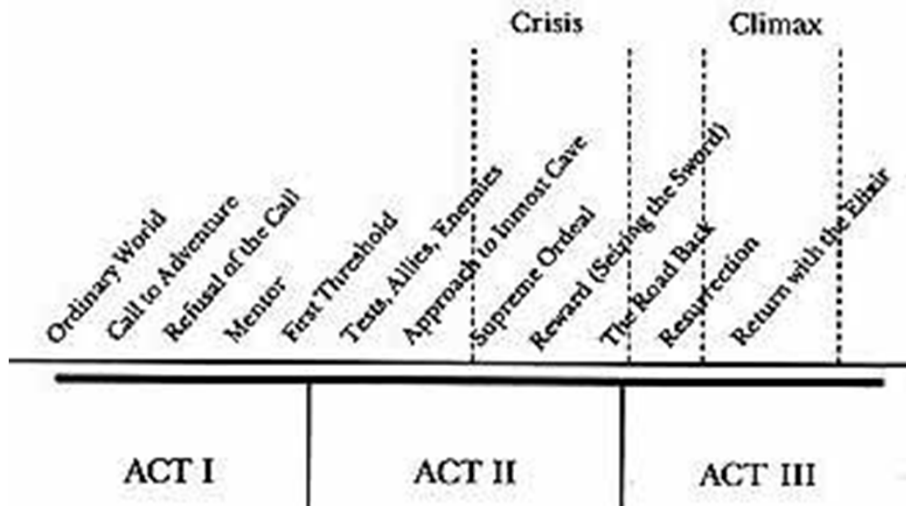 Crisis
Climax
Ordinary World
Call to Adventure
Refusal of the Call
Mentor
First Threshold
Tests, Allies, Enemies
Approach to Inmost Cave
Supreme Ordeal
Reward (Seizing the Sword)
The Road Back
Resurrection
Return with the Elixir
ACT I
ACT II
ACT III